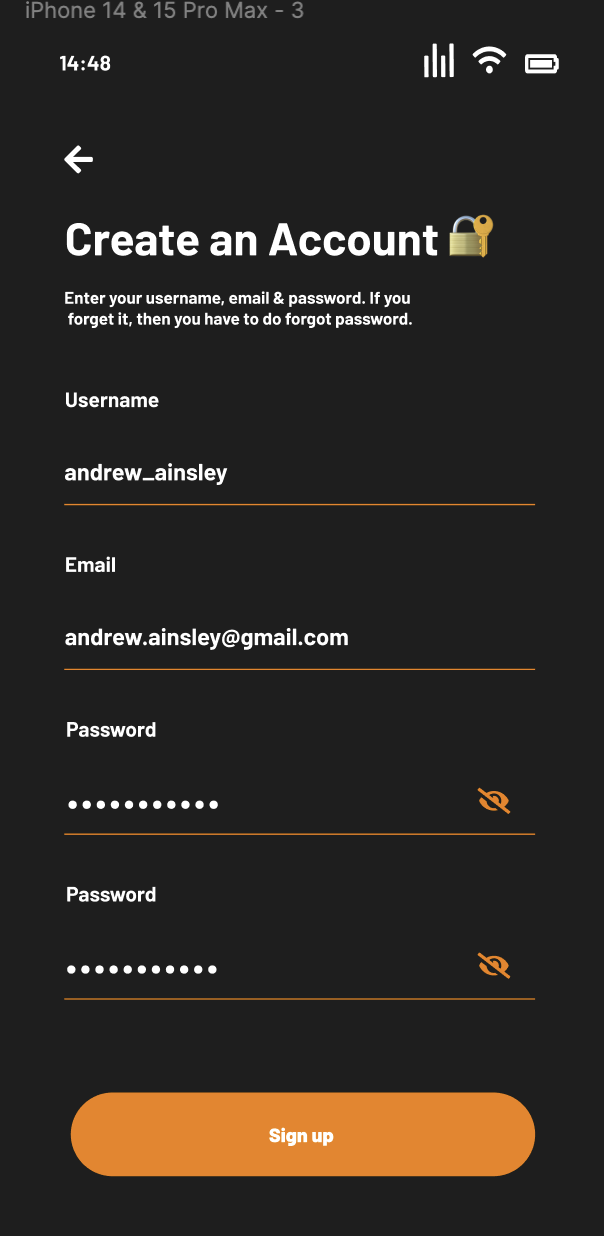 iPhone 14 & 15 Pro Max - 3
14:48
Create an Account 🔐
Enter your username, email & password. If you
forget it, then you have to do forgot password.
Username
andrew_ainsley
Email
andrew.ainsley@gmail.com
Password
●●●●●●●●●●●
Password
●●●●●●●●●●●
Sign up